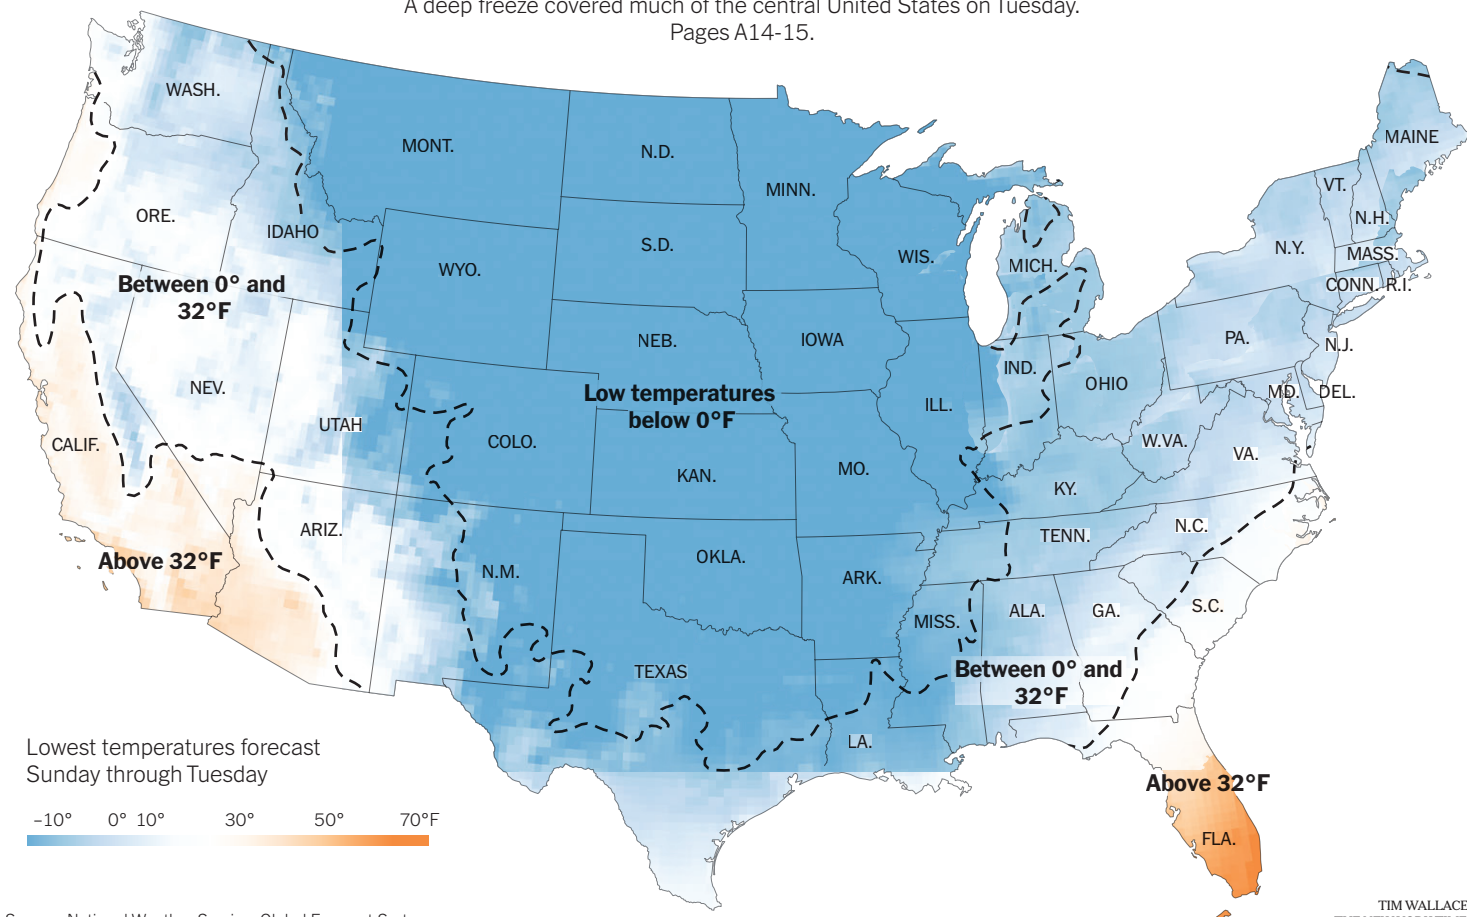 A deep freeze covered much of the central United States on Tuesday.
Pages A14-15.
WASH.
MONT.
N.D.
MINN.
MAINE
VT.
N.H.
ORE.
IDAHO
S.D.
WIS.
MICH.
N.Y.
MASS.
CONN.
R.I.
WYO.
Between 0° and
32°F
NEB.
IOWA
IND.
OHIO
PA.
N.J.
NEV.
UTAH
Low temperatures
below 0°F
ILL.
MD.
DEL.
CALIF.
COLO.
KAN.
MO.
KY.
W.VA.
VA.
ARIZ.
Above 32°F
N.M.
OKLA.
ARK.
TENN.
N.C.
MISS.
ALA.
GA.
S.C.
TEXAS
Between 0° and
32°F
LA.
Above 32°F
FLA.
Lowest temperatures forecast
Sunday through Tuesday
–10° 0° 10° 30° 50° 70°F
TIM WALLACE